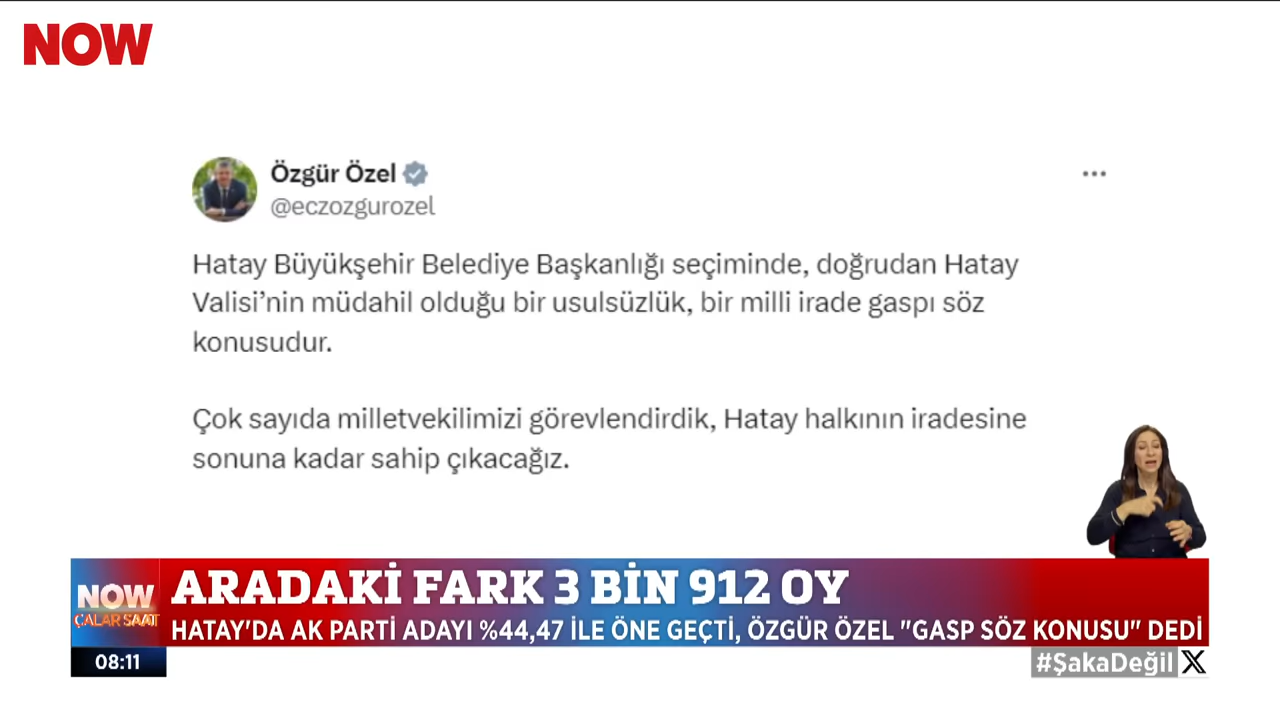 NOW
Özgür Özel
@eczozgurozel
Hatay Büyükşehir Belediye Başkanlığı seçiminde, doğrudan Hatay
Valisi’nin müdahil olduğu bir usulsüzlük, bir milli irade gaspı söz
konusudur.
Çok sayıda milletvekilimizi görevlendirdik, Hatay halkının iradesine
sonuna kadar sahip çıkacağız.
NOW
ÇALAR SAAT
ARADAKİ FARK 3 BİN 912 OY
HATAY'DA AK PARTİ ADAYI %44,47 İLE ÖNE GEÇTİ, ÖZGÜR ÖZEL "GASP SÖZ KONUSU" DEDİ
08:11
#ŞakaDeğil X